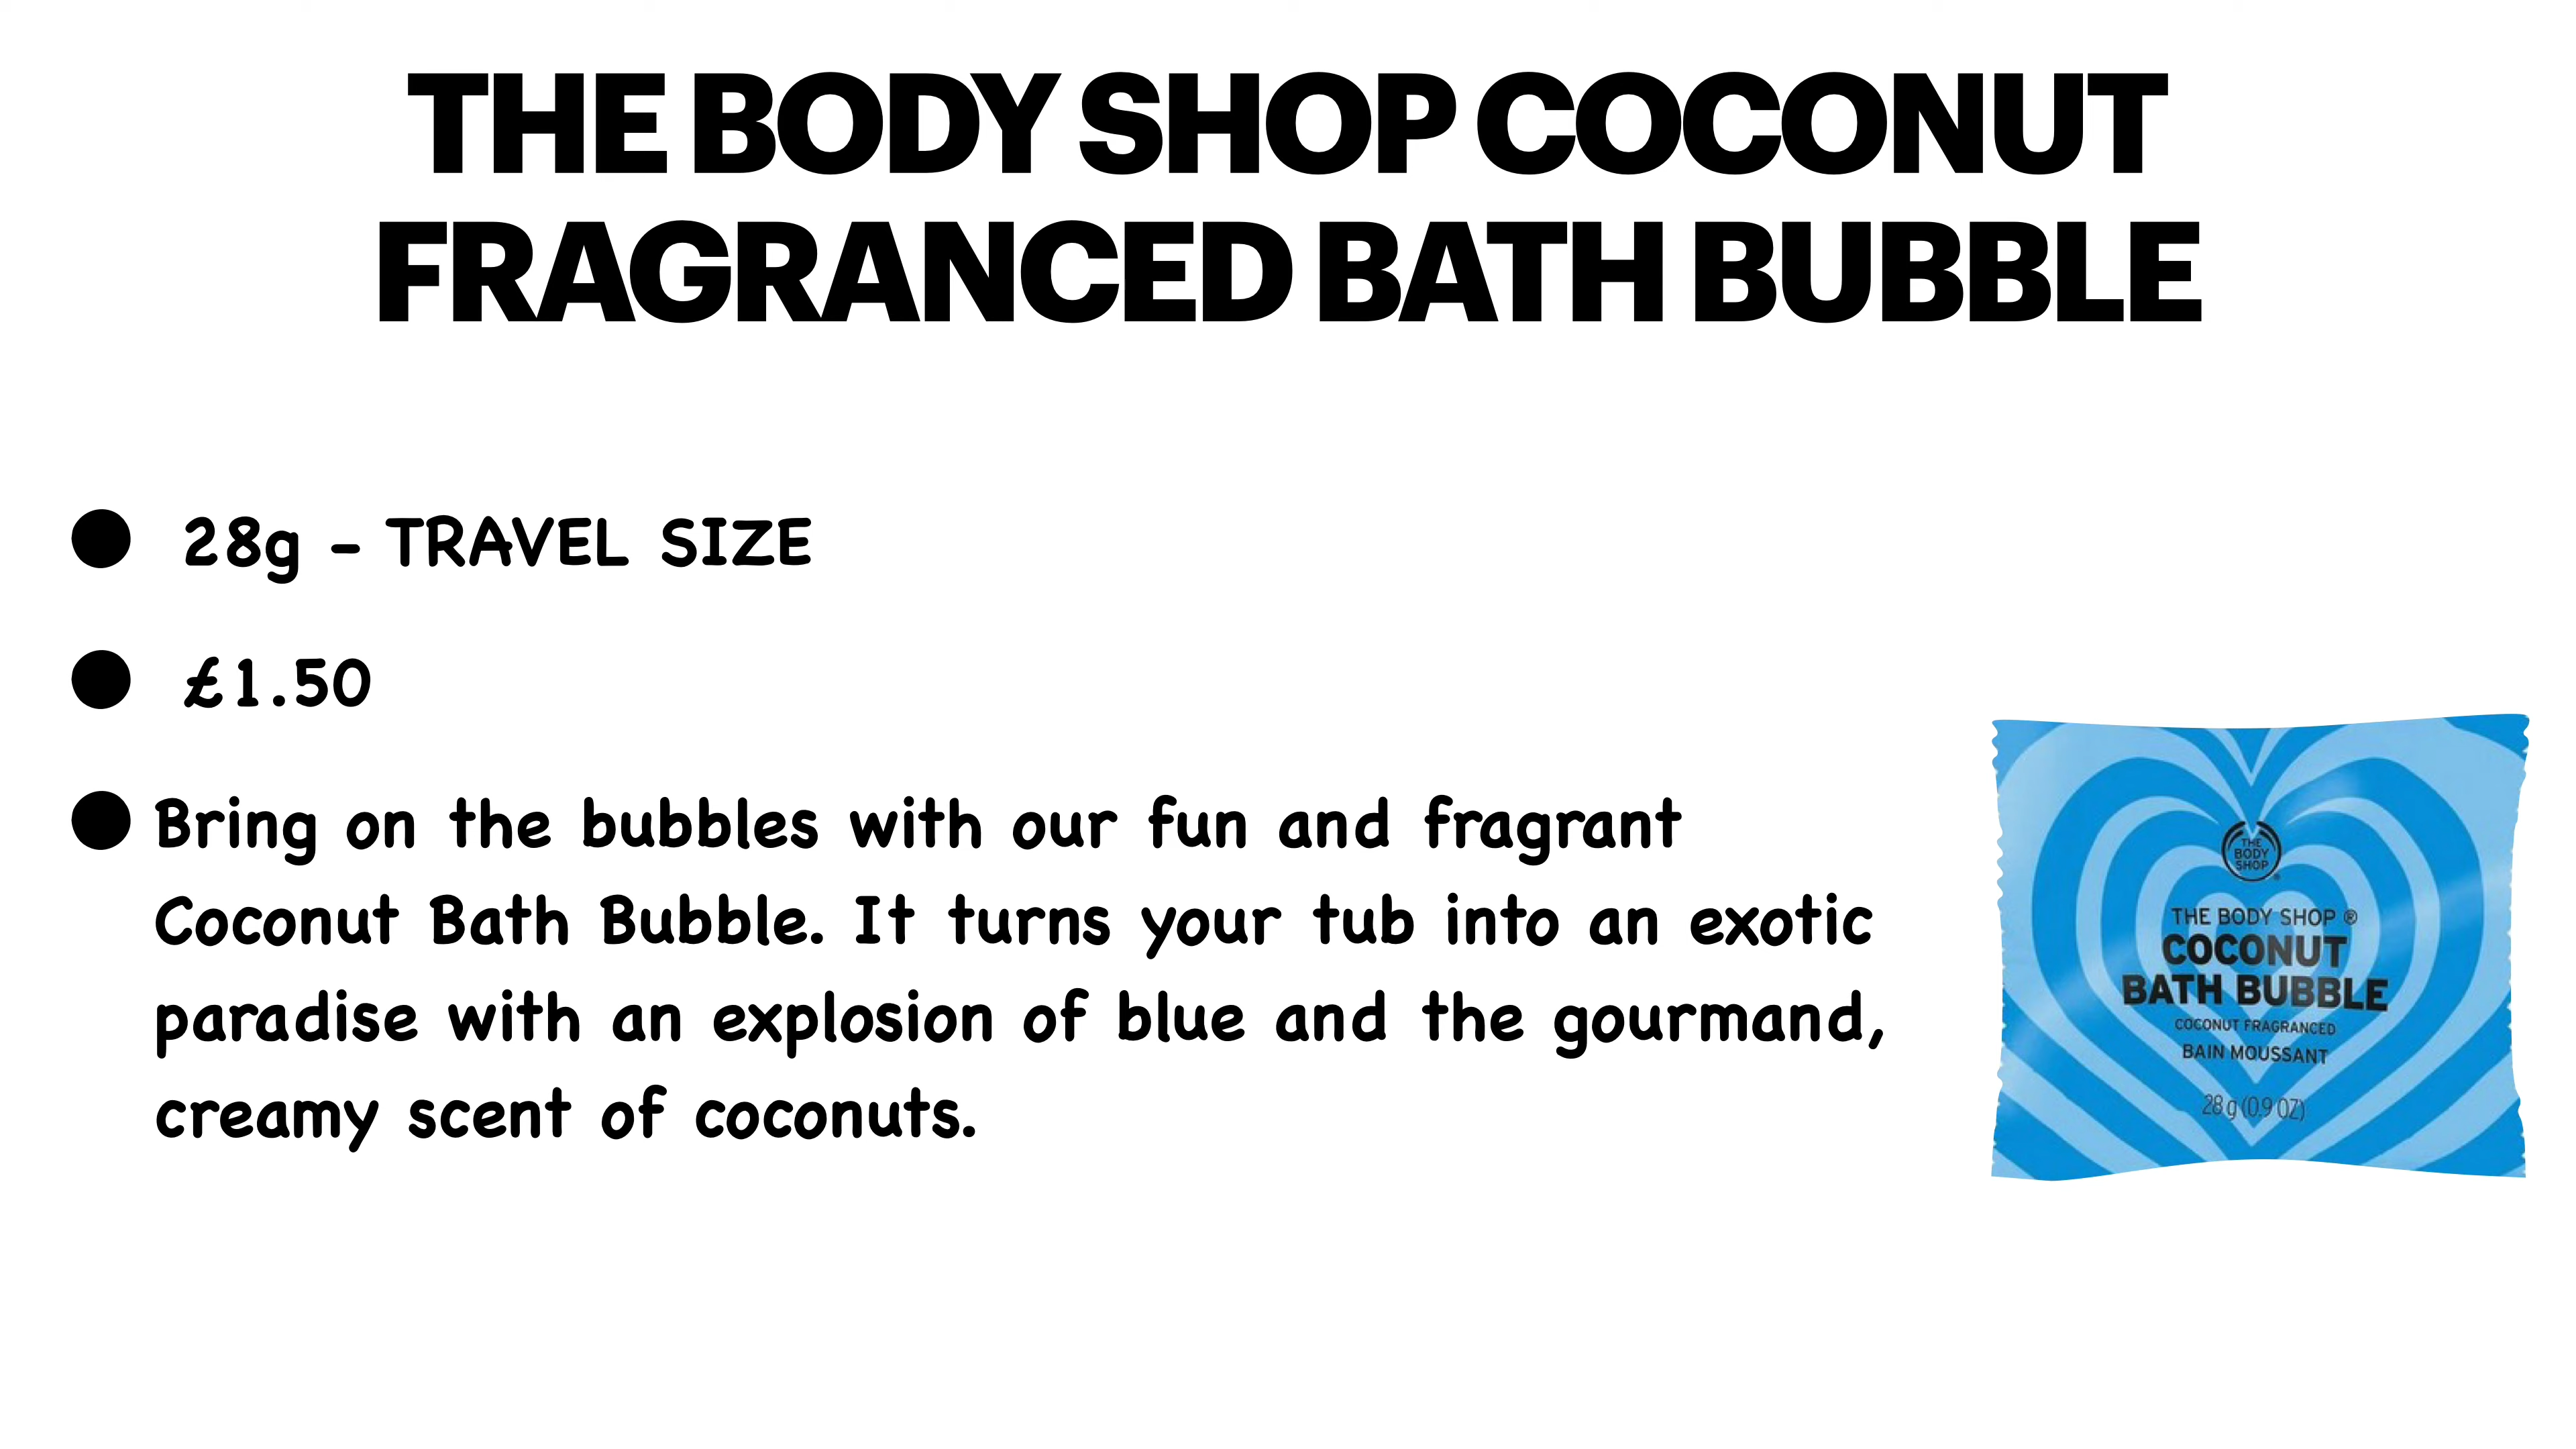 THE BODY SHOP COCONUT
FRAGRANCED BATH BUBBLE
28g - TRAVEL SIZE
£1.50
Bring on the bubbles with our fun and fragrant
Coconut Bath Bubble. It turns your tub into an exotic
paradise with an explosion of blue and the gourmand,
creamy scent of coconuts.
THE
BODY
SHOP
THE BODY SHOP ®
COCONUT
BATH BUBBLE
COCONUT FRAGRANCED
BAIN MOUSSANT
28 g (0.9 OZ)